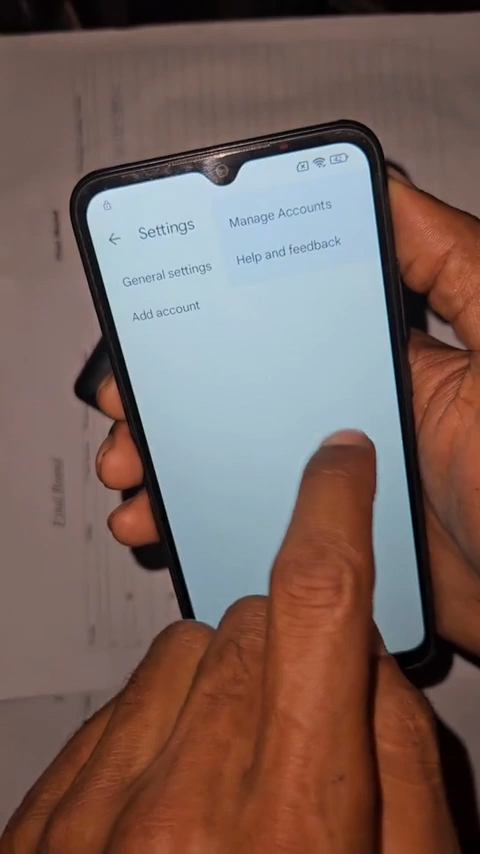 Settings
Manage Accounts
Help and feedback
General settings
Add account